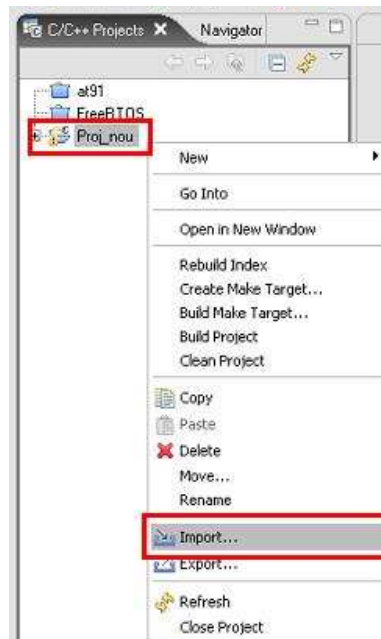 C/C++ Projects Navigator
at91
FreeRTOS
Proj_nou
New
Go Into
Open in New Window
Rebuild Index
Create Make Target...
Build Make Target...
Build Project
Clean Project
Copy
Paste
Delete
Move...
Rename
Import...
Export...
Refresh
Close Project